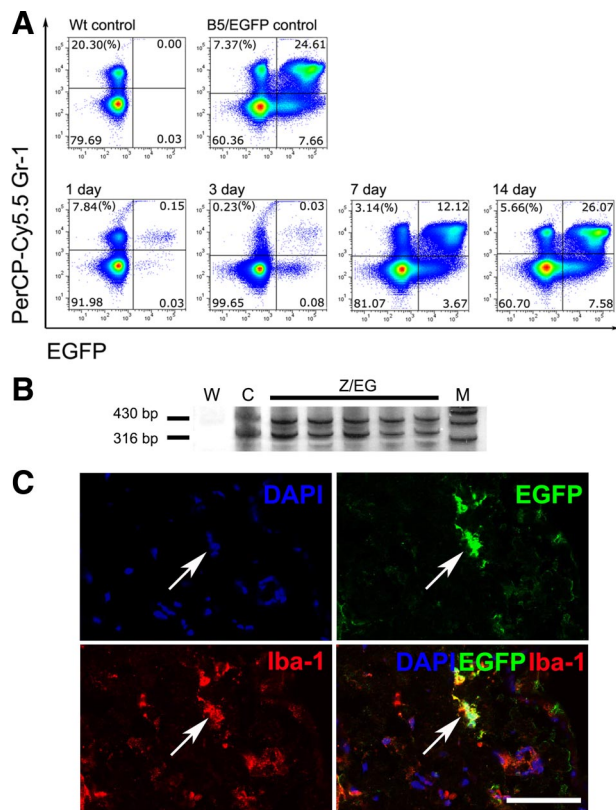 A
Wt control
B5/EGFP control
20.30(%) 0.00
79.69 0.03
7.37(%) 24.61
60.36 7.66
1 day
3 day
7 day
14 day
7.84(%) 0.15
91.98 0.03
0.23(%) 0.03
99.65 0.08
3.14(%) 12.12
81.07 3.67
5.66(%) 26.07
60.70 7.58
PerCP-Cy5.5 Gr-1
EGFP
B
W C Z/EG M
430 bp
316 bp
C
DAPI
EGFP
Iba-1
DAPI EGFP Iba-1